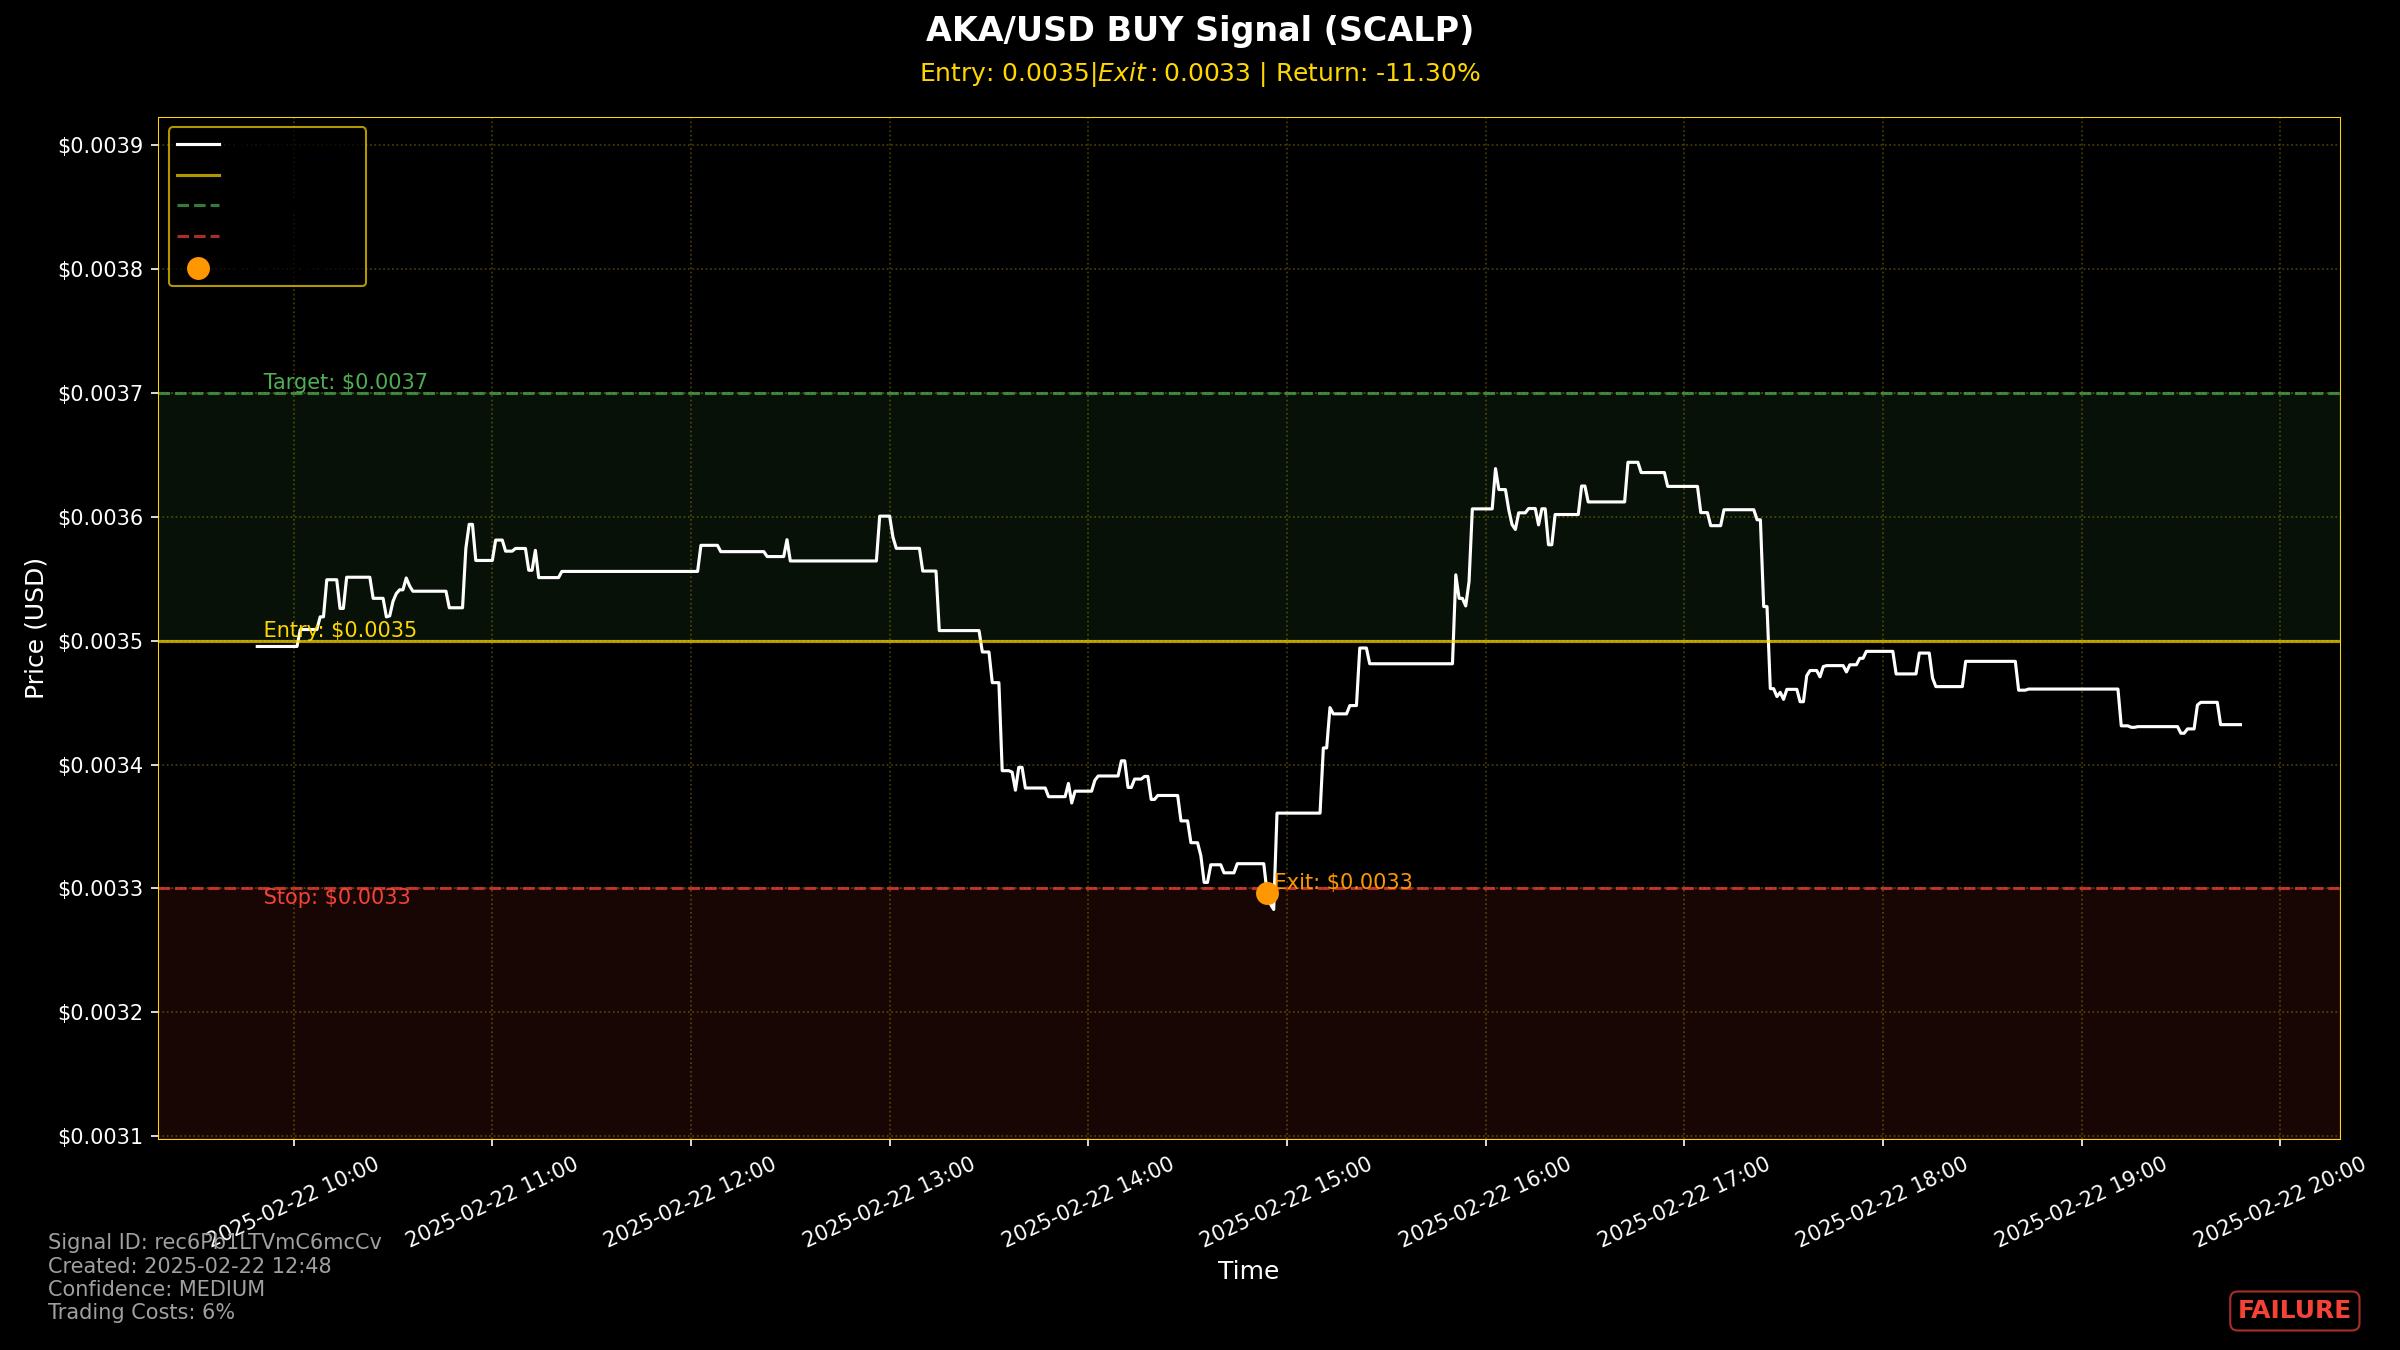 AKA/USD BUY Signal (SCALP)
Entry: 0.0035|Exit: 0.0033 | Return: -11.30%
$0.0039
$0.0038
Target: $0.0037
$0.0037
$0.0036
Entry: $0.0035
$0.0035
Price (USD)
$0.0034
Exit: $0.0033
$0.0033
Stop: $0.0033
$0.0032
$0.0031
2025-02-22 10:00
2025-02-22 11:00
2025-02-22 12:00
2025-02-22 13:00
2025-02-22 14:00
2025-02-22 15:00
2025-02-22 16:00
2025-02-22 17:00
2025-02-22 18:00
2025-02-22 19:00
2025-02-22 20:00
Time
Signal ID: rec6Pb1LTVmC6mcCv
Created: 2025-02-22 12:48
Confidence: MEDIUM
Trading Costs: 6%
FAILURE